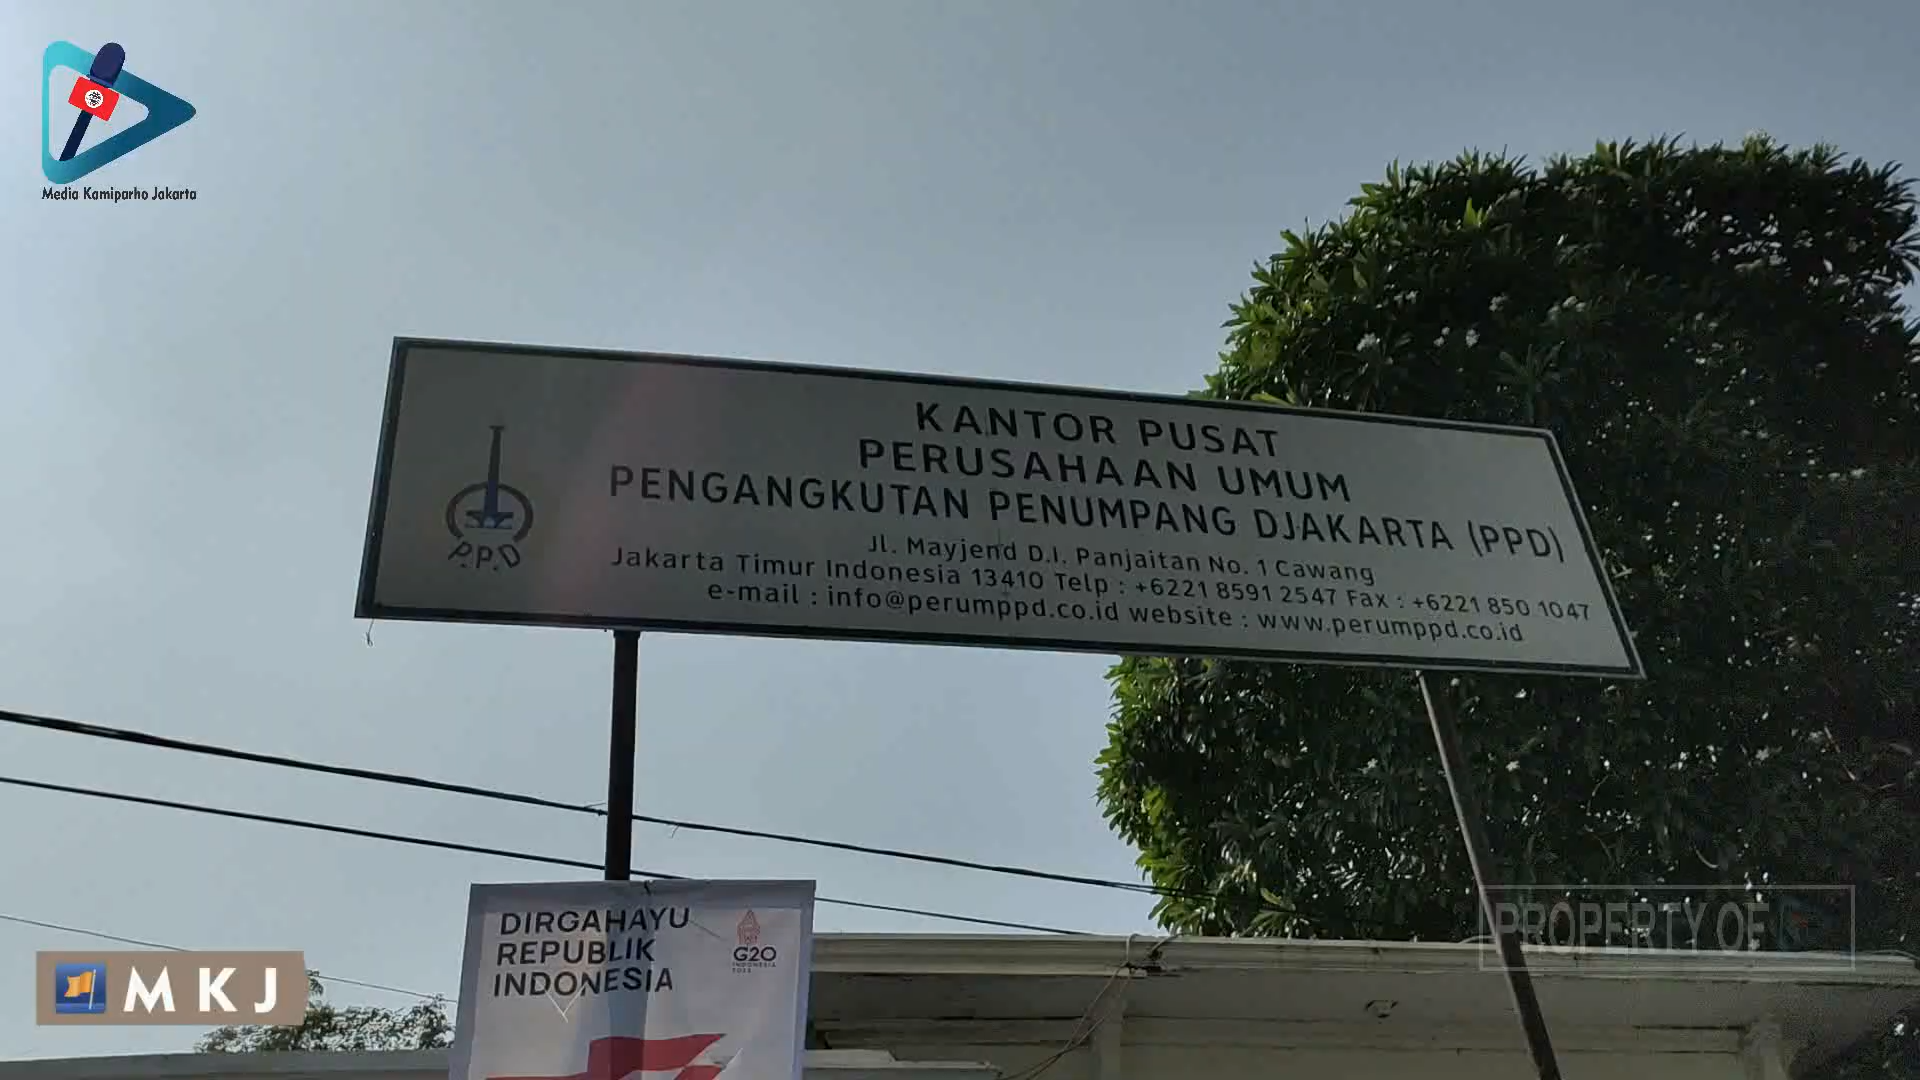 Media Kamiparho Jakarta
KANTOR PUSAT
PERUSAHAAN UMUM
PENGANGKUTAN PENUMPANG DJAKARTA (PPD)
Jl. Mayjend D.I. Panjaitan No. 1 Cawang
Jakarta Timur Indonesia 13410 Telp : +6221 8591 2547 Fax : +6221 850 1047
e-mail : info@perumppd.co.id website : www.perumppd.co.id
P.P.D
DIRGAHAYU
REPUBLIK
INDONESIA
G20
INDONESIA
2022
PROPERTY OF
MKJ